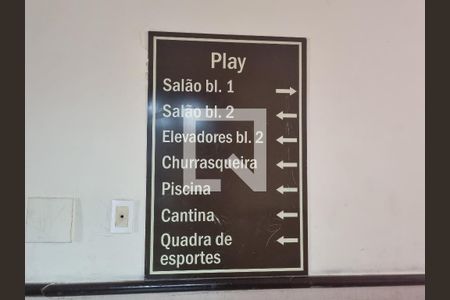 Play
Salão bl. 1 →
Salão bl. 2 ←
Elevadores bl. 2 ←
Churrasqueira ←
Piscina ←
Cantina ←
Quadra de ←
esportes